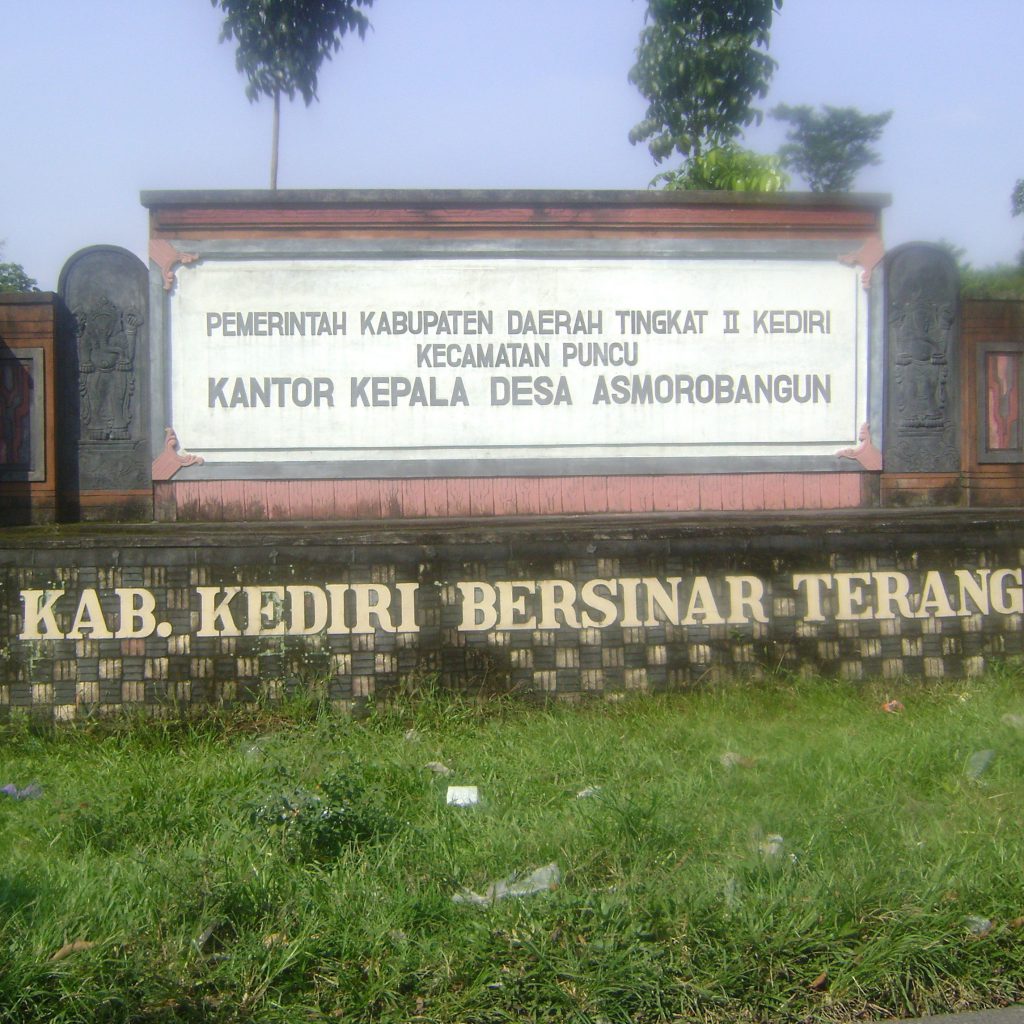 PEMERINTAH KABUPATEN DAERAH TINGKAT II KEDIRI
KECAMATAN PUNCU
KANTOR KEPALA DESA ASMOROBANGUN
KAB. KEDIRI BERSINAR TERANG